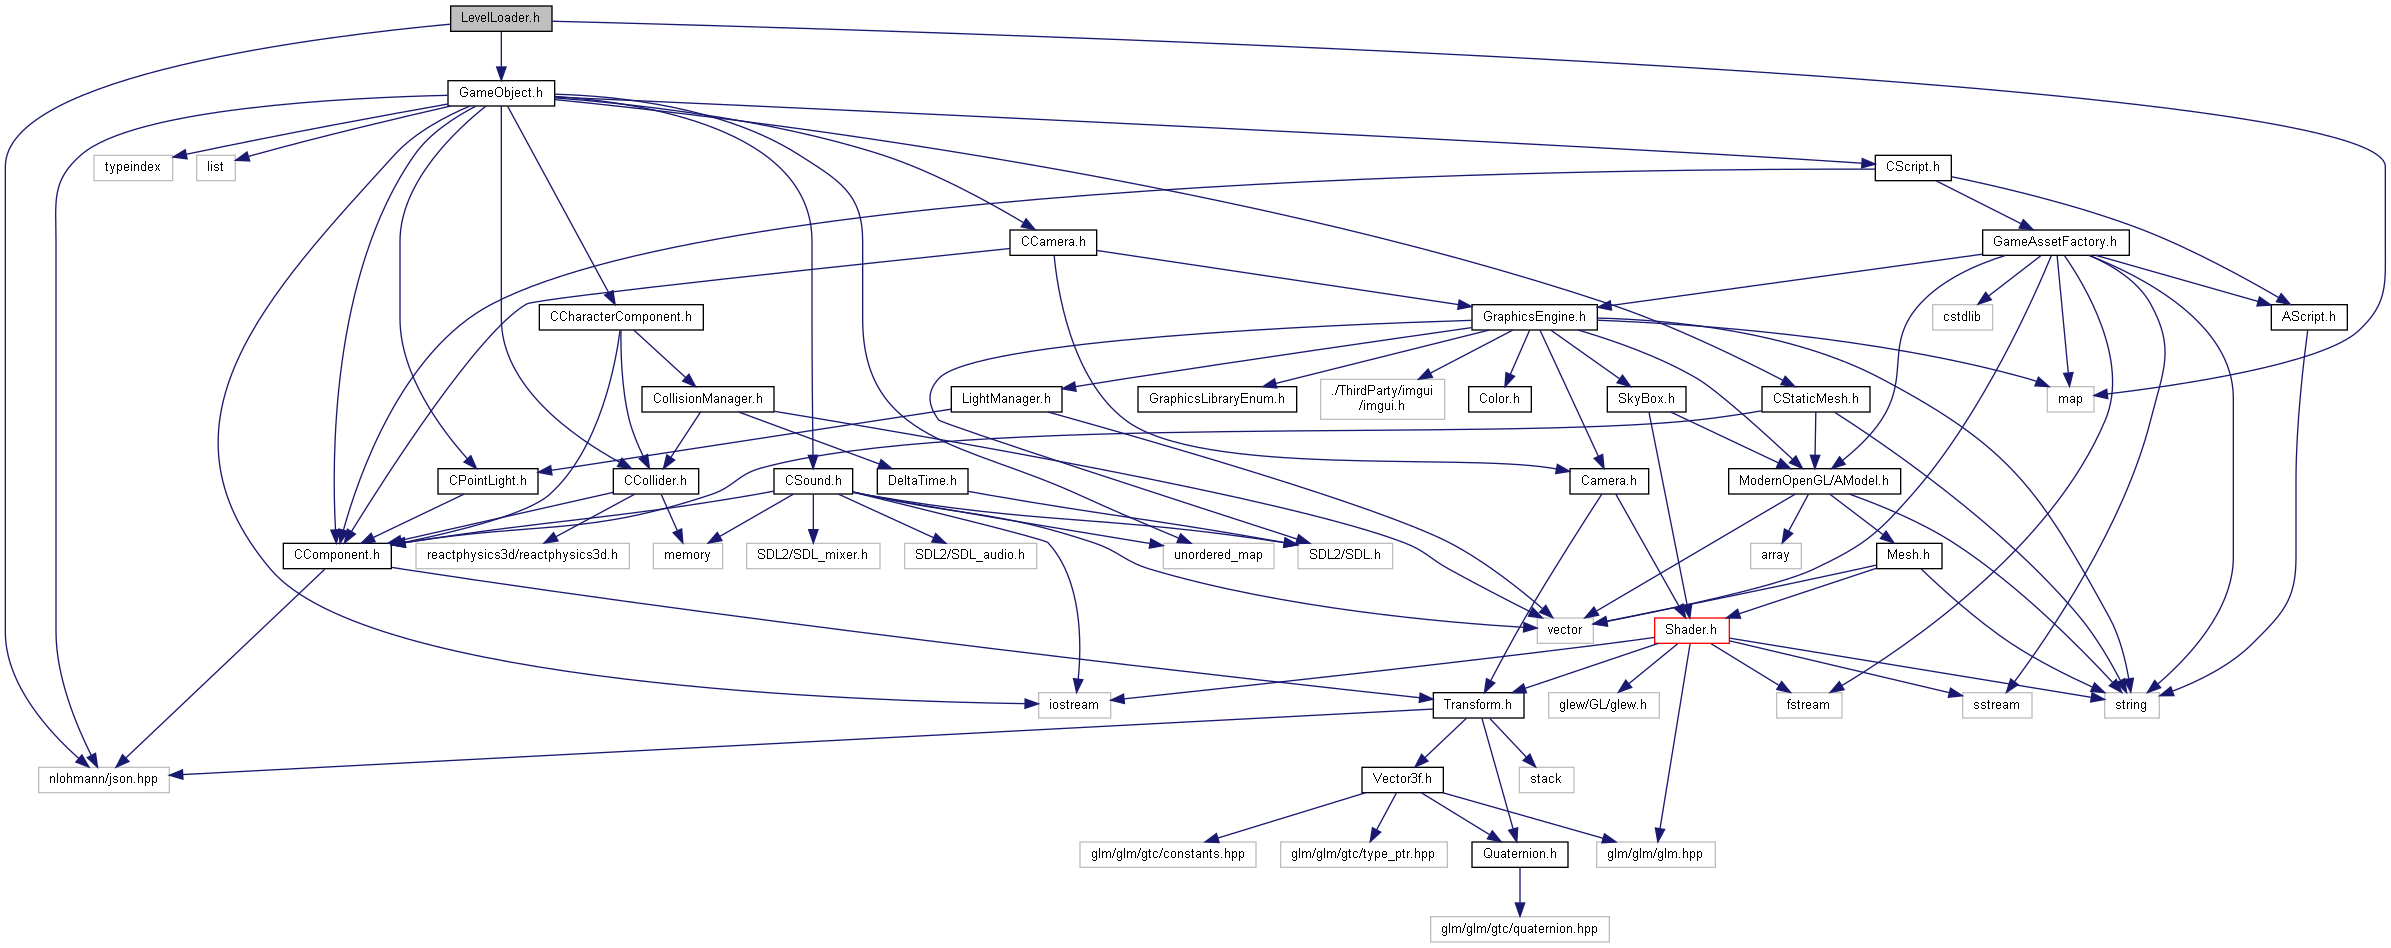 LevelLoader.h
GameObject.h
typeindex
list
CScript.h
CCamera.h
GameAssetFactory.h
CCharacterComponent.h
GraphicsEngine.h
cstdlib
AScript.h
CollisionManager.h
LightManager.h
GraphicsLibraryEnum.h
./ThirdParty/imgui
/imgui.h
Color.h
SkyBox.h
CStaticMesh.h
map
CPointLight.h
CCollider.h
CSound.h
DeltaTime.h
Camera.h
ModernOpenGL/AModel.h
CComponent.h
reactphysics3d/reactphysics3d.h
memory
SDL2/SDL_mixer.h
SDL2/SDL_audio.h
unordered_map
SDL2/SDL.h
array
Mesh.h
vector
Shader.h
iostream
Transform.h
glew/GL/glew.h
fstream
sstream
string
nlohmann/json.hpp
Vector3f.h
stack
glm/glm/gtc/constants.hpp
glm/glm/gtc/type_ptr.hpp
Quaternion.h
glm/glm/glm.hpp
glm/glm/gtc/quaternion.hpp